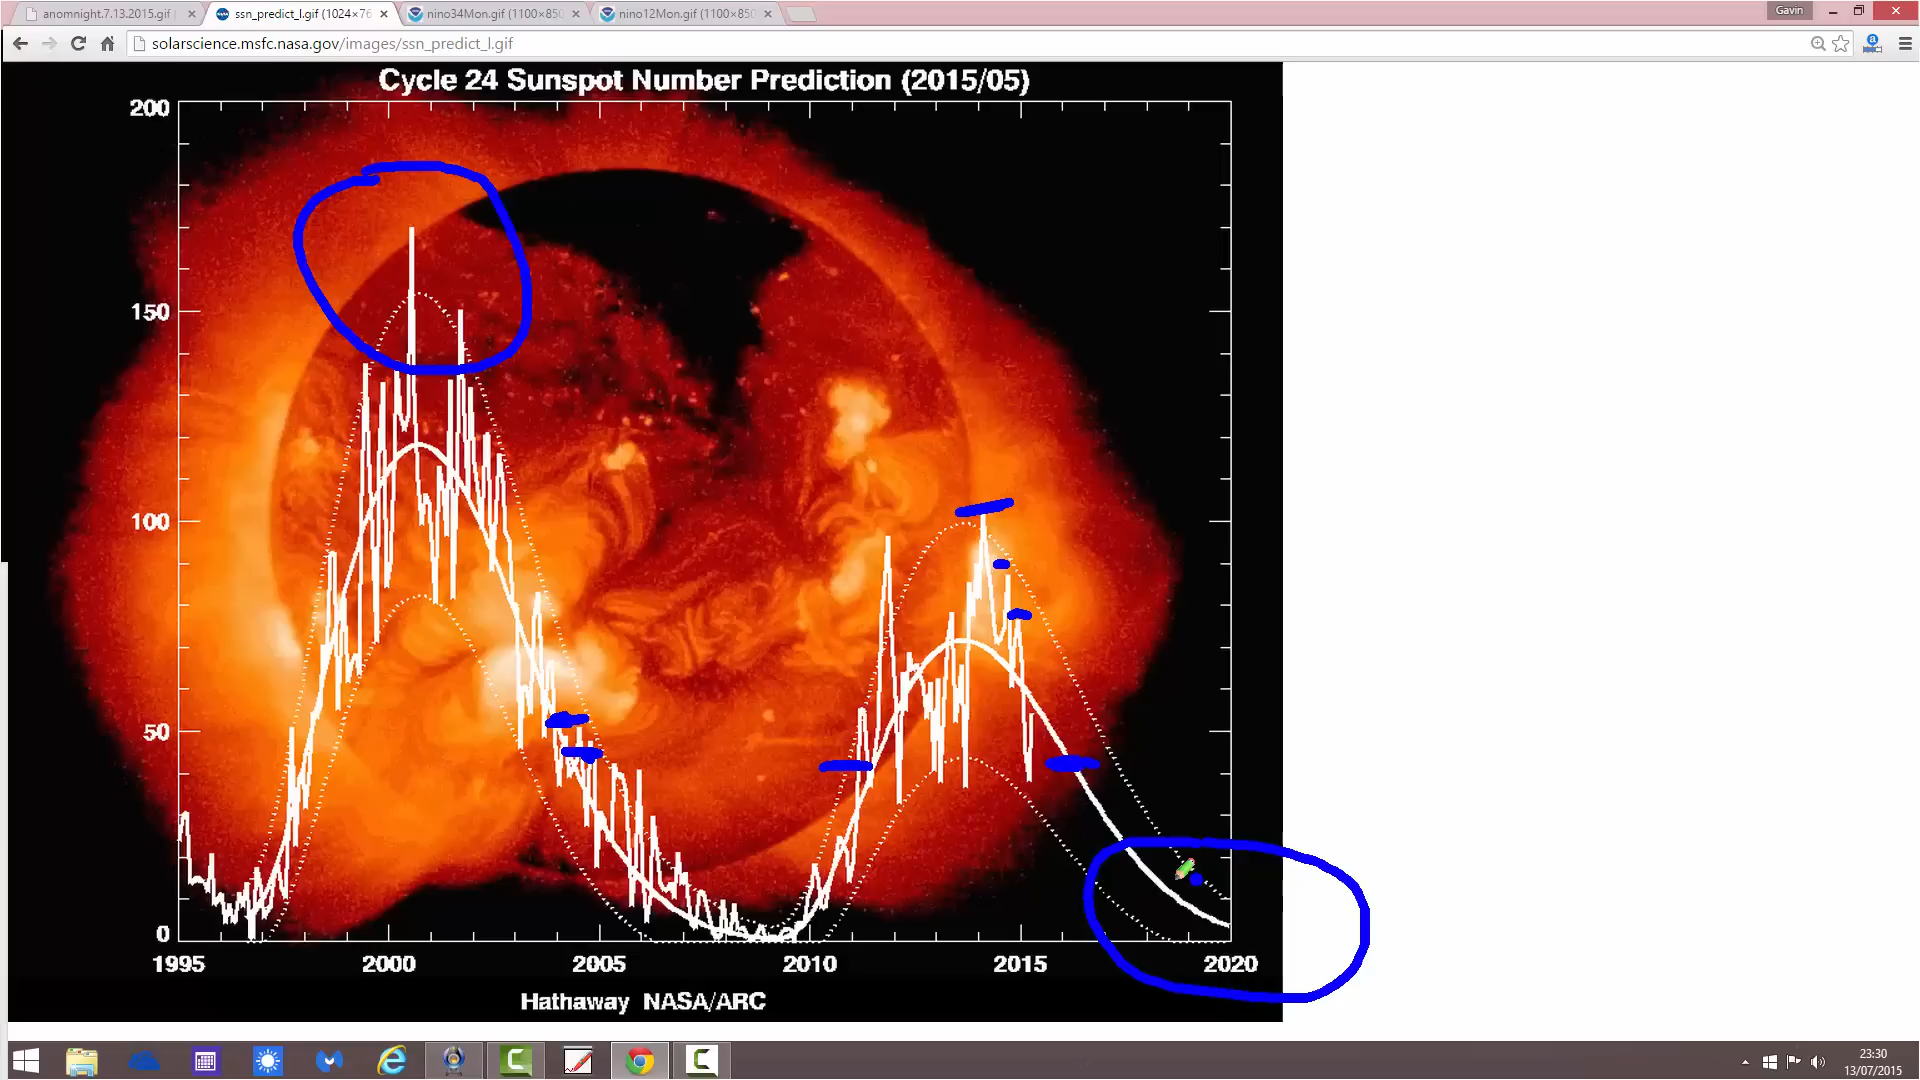 anomnight.7.13.2015.gif (
ssn_predict_l.gif (1024×76
nino34Mon.gif (1100×850
nino12Mon.gif (1100×850
Gavin
solarscience.msfc.nasa.gov/images/ssn_predict_l.gif
Cycle 24 Sunspot Number Prediction (2015/05)
200
150
100
50
0
1995 2000 2005 2010 2015 2020
Hathaway NASA/ARC
23:30
13/07/2015